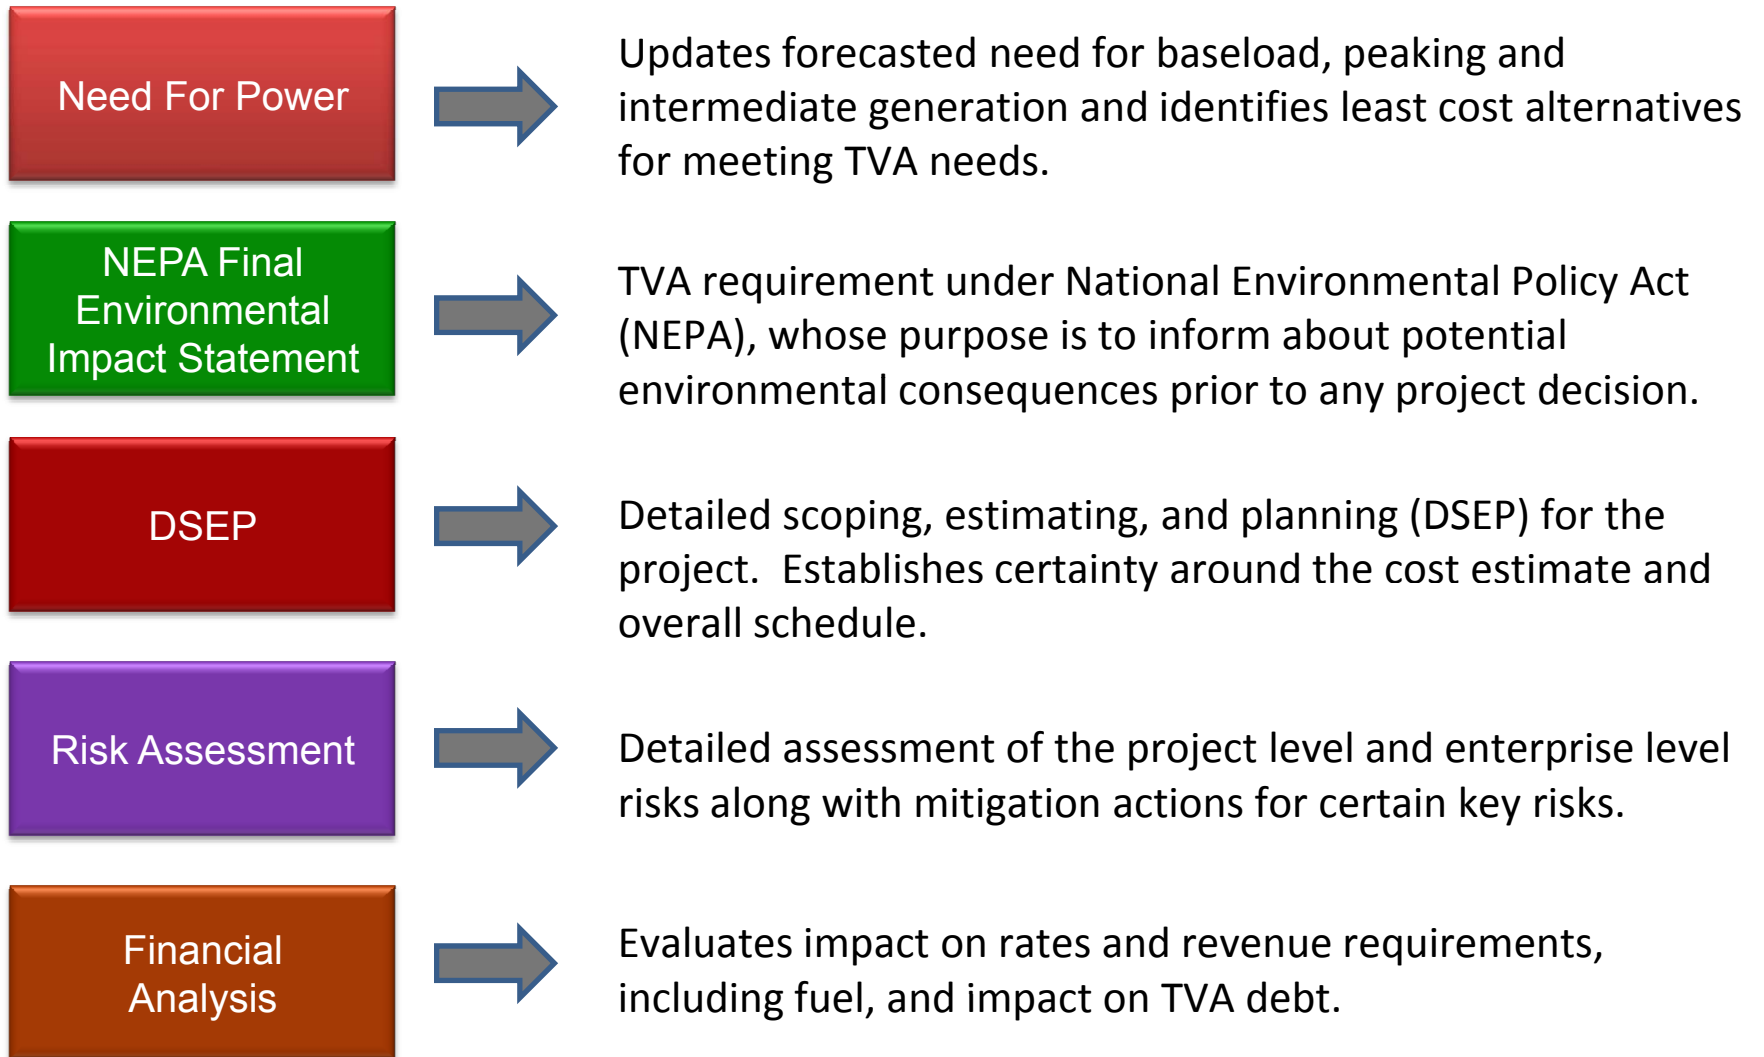 Need For Power
Updates forecasted need for baseload, peaking and
intermediate generation and identifies least cost alternatives
for meeting TVA needs.
NEPA Final
Environmental
Impact Statement
TVA requirement under National Environmental Policy Act
(NEPA), whose purpose is to inform about potential
environmental consequences prior to any project decision.
DSEP
Detailed scoping, estimating, and planning (DSEP) for the
project.  Establishes certainty around the cost estimate and
overall schedule.
Risk Assessment
Detailed assessment of the project level and enterprise level
risks along with mitigation actions for certain key risks.
Financial
Analysis
Evaluates impact on rates and revenue requirements,
including fuel, and impact on TVA debt.